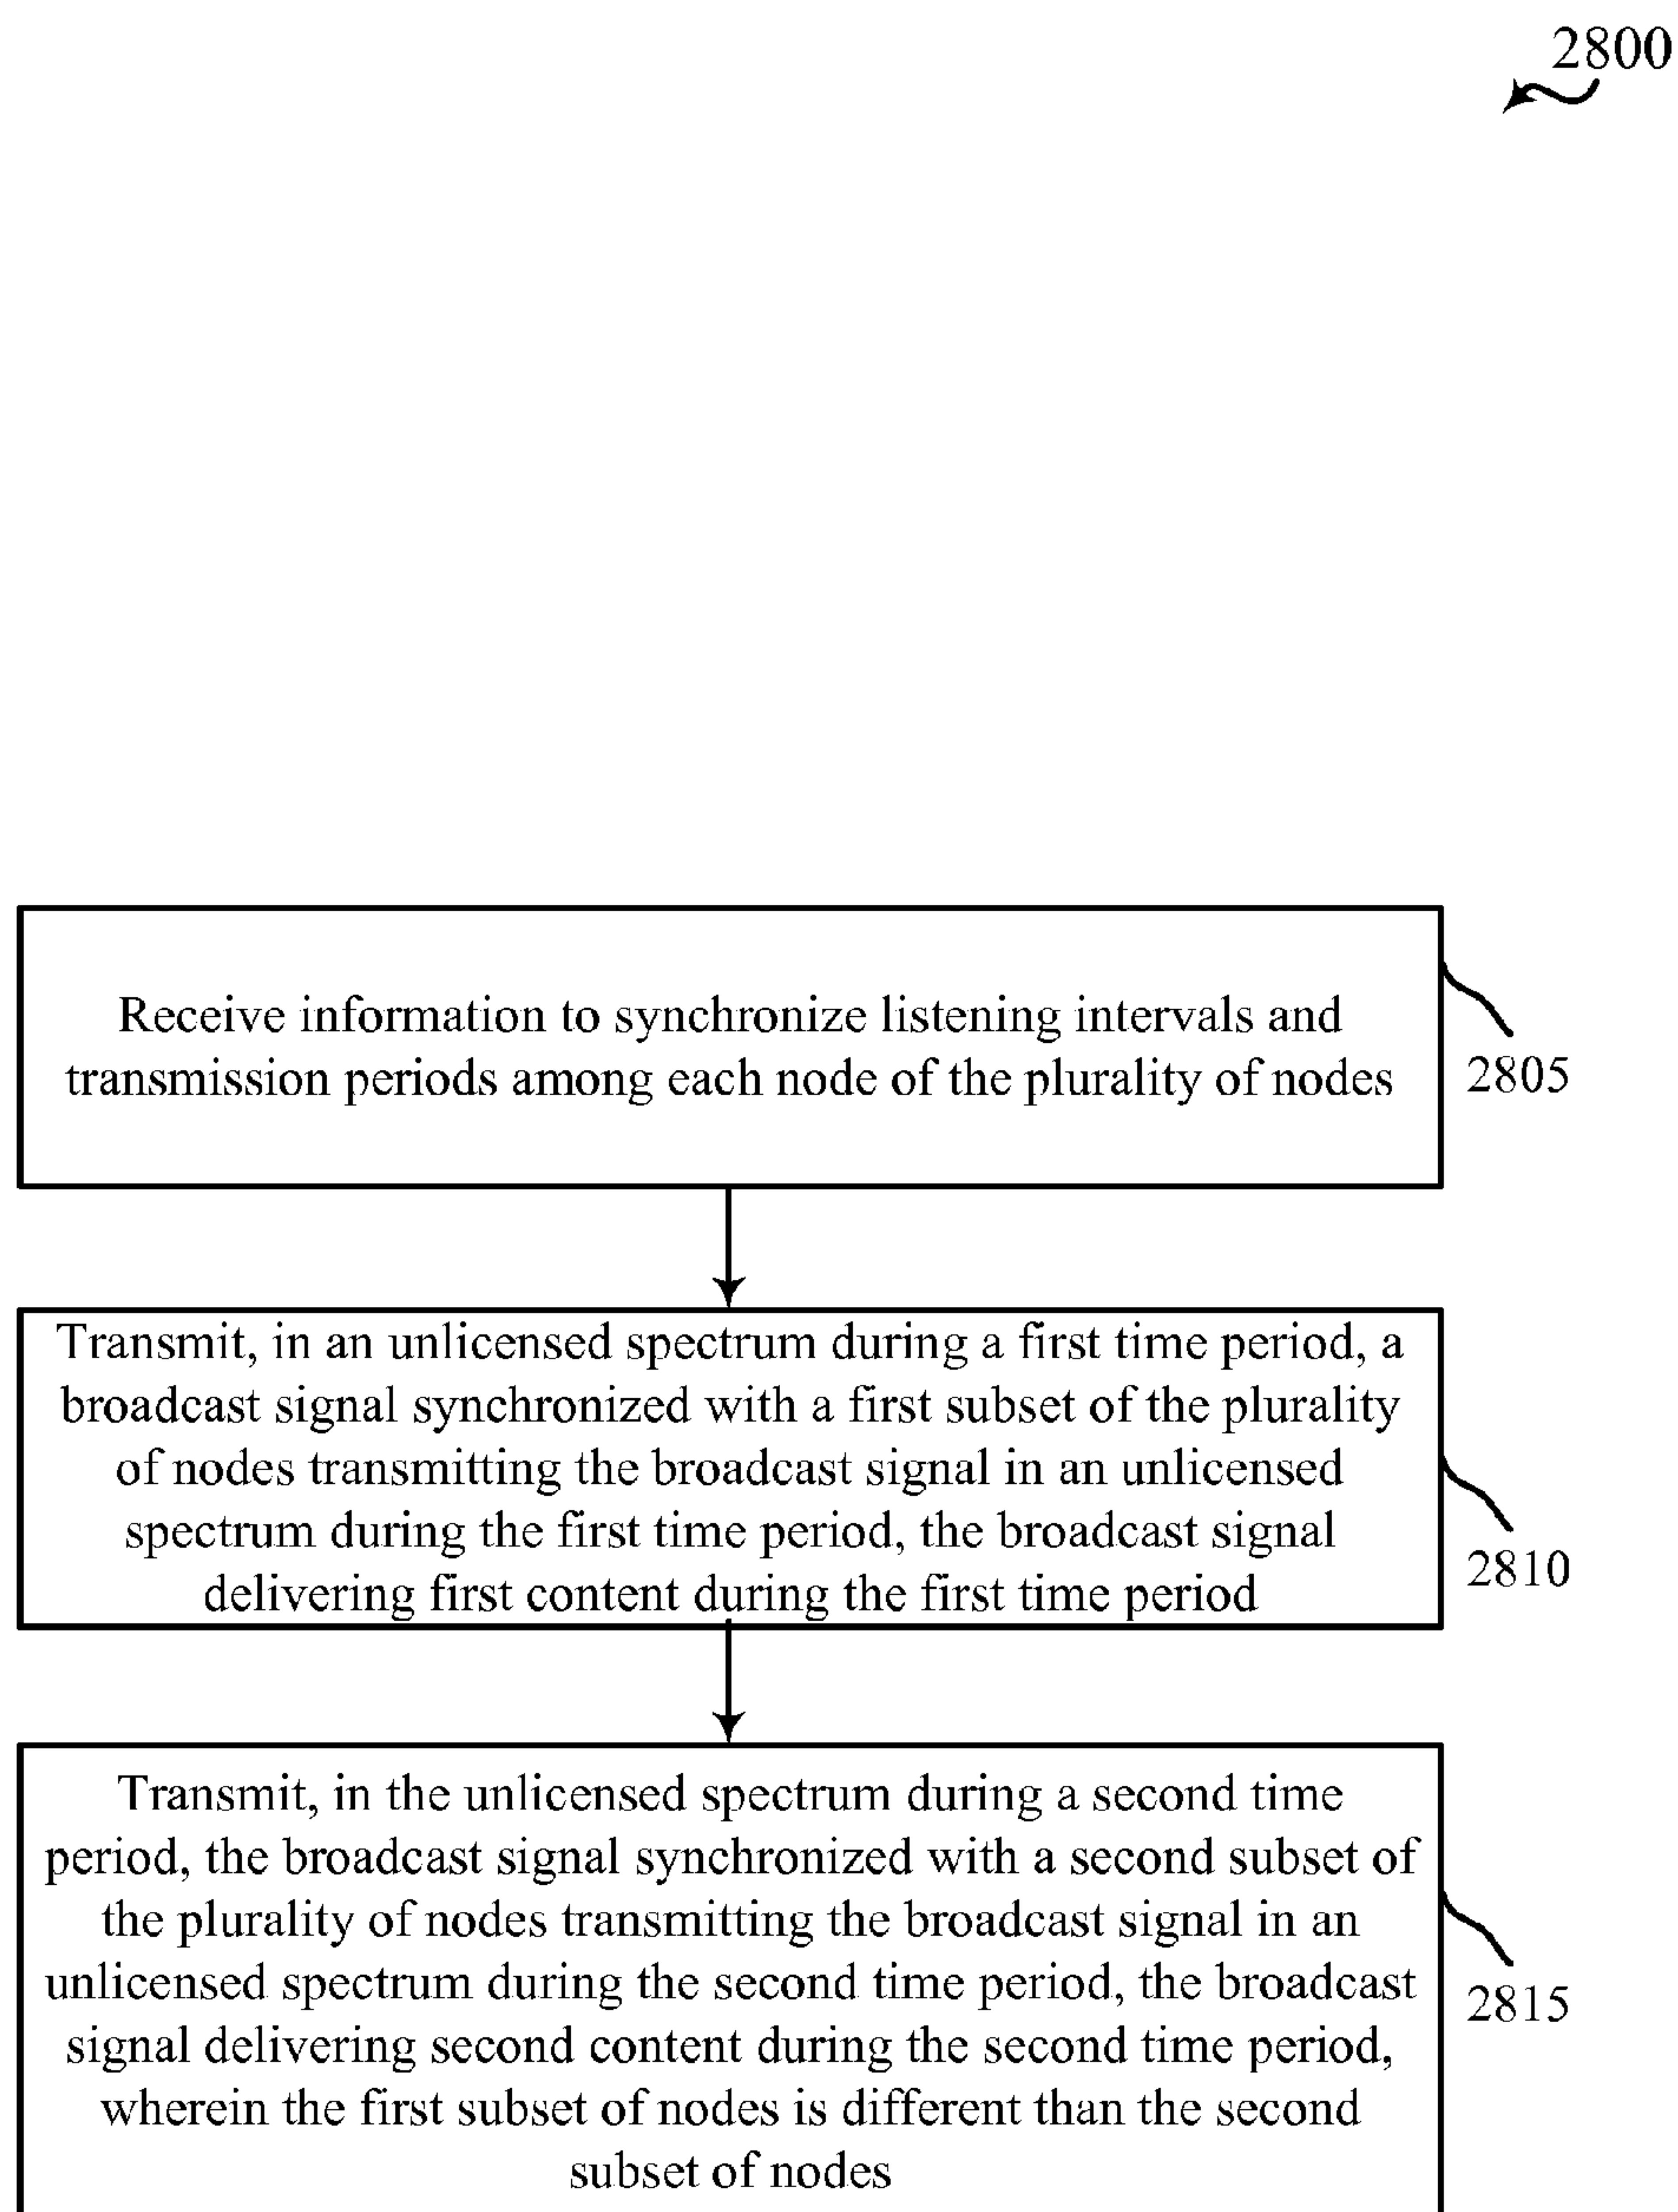 2800
Receive information to synchronize listening intervals and
transmission periods among each node of the plurality of nodes
2805
Transmit, in an unlicensed spectrum during a first time period, a
broadcast signal synchronized with a first subset of the plurality
of nodes transmitting the broadcast signal in an unlicensed
spectrum during the first time period, the broadcast signal
delivering first content during the first time period
2810
Transmit, in the unlicensed spectrum during a second time
period, the broadcast signal synchronized with a second subset of
the plurality of nodes transmitting the broadcast signal in an
unlicensed spectrum during the second time period, the broadcast
signal delivering second content during the second time period,
wherein the first subset of nodes is different than the second
subset of nodes
2815